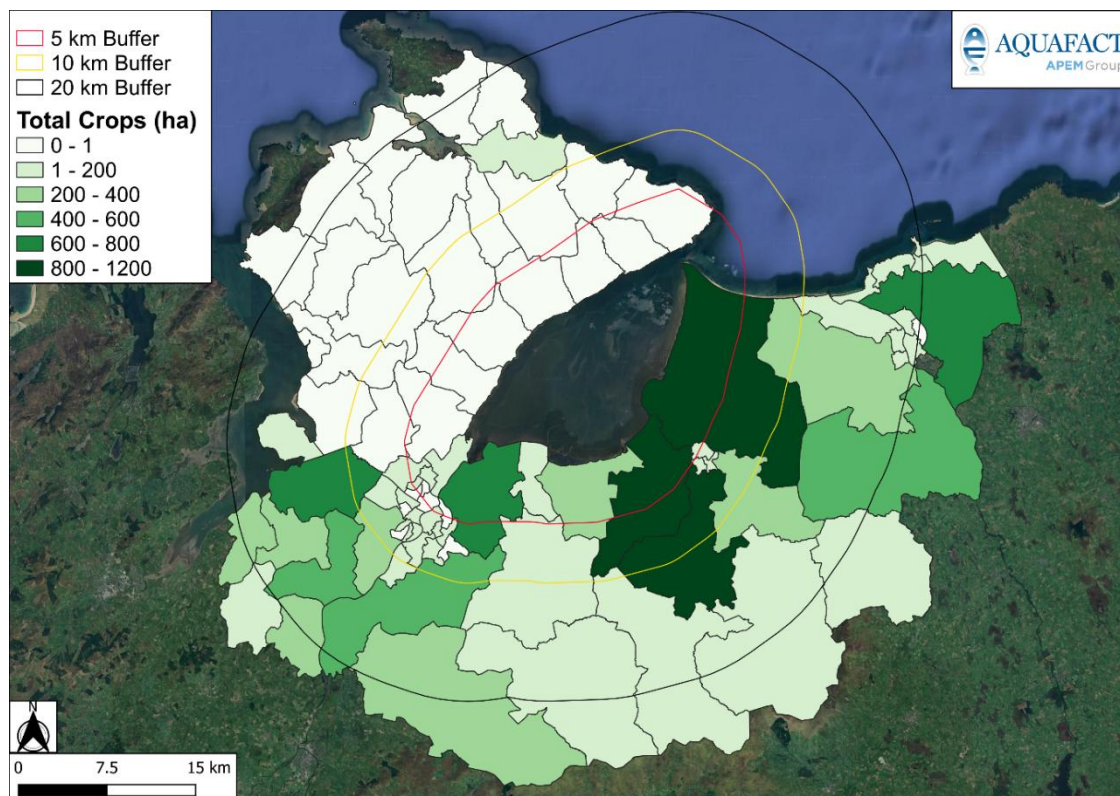 5 km Buffer
10 km Buffer
20 km Buffer
Total Crops (ha)
0 - 1
1 - 200
200 - 400
400 - 600
600 - 800
800 - 1200
AQUAFACT
APEM Group
N
0 7.5 15 km